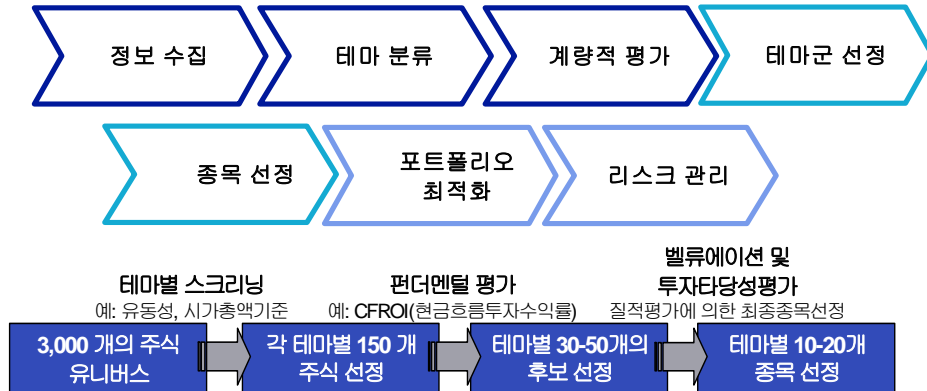 정보 수집
테마 분류
계량적 평가
테마군 선정
종목 선정
포트폴리오
최적화
리스크 관리
테마별 스크리닝
예: 유동성, 시가총액기준
펀더멘털 평가
예: CFROI(현금흐름투자수익률)
벨류에이션 및
투자타당성평가
질적평가에 의한 최종종목선정
3,000 개의 주식
유니버스
각 테마별 150 개
주식 선정
테마별 30-50개의
후보 선정
테마별 10-20개
종목 선정